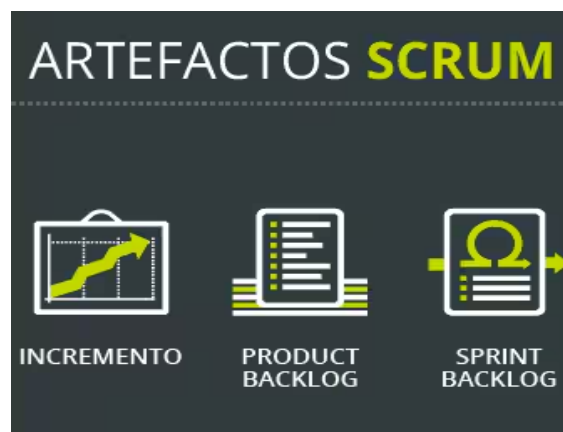 ARTEFACTOS SCRUM
INCREMENTO
PRODUCT
BACKLOG
SPRINT
BACKLOG